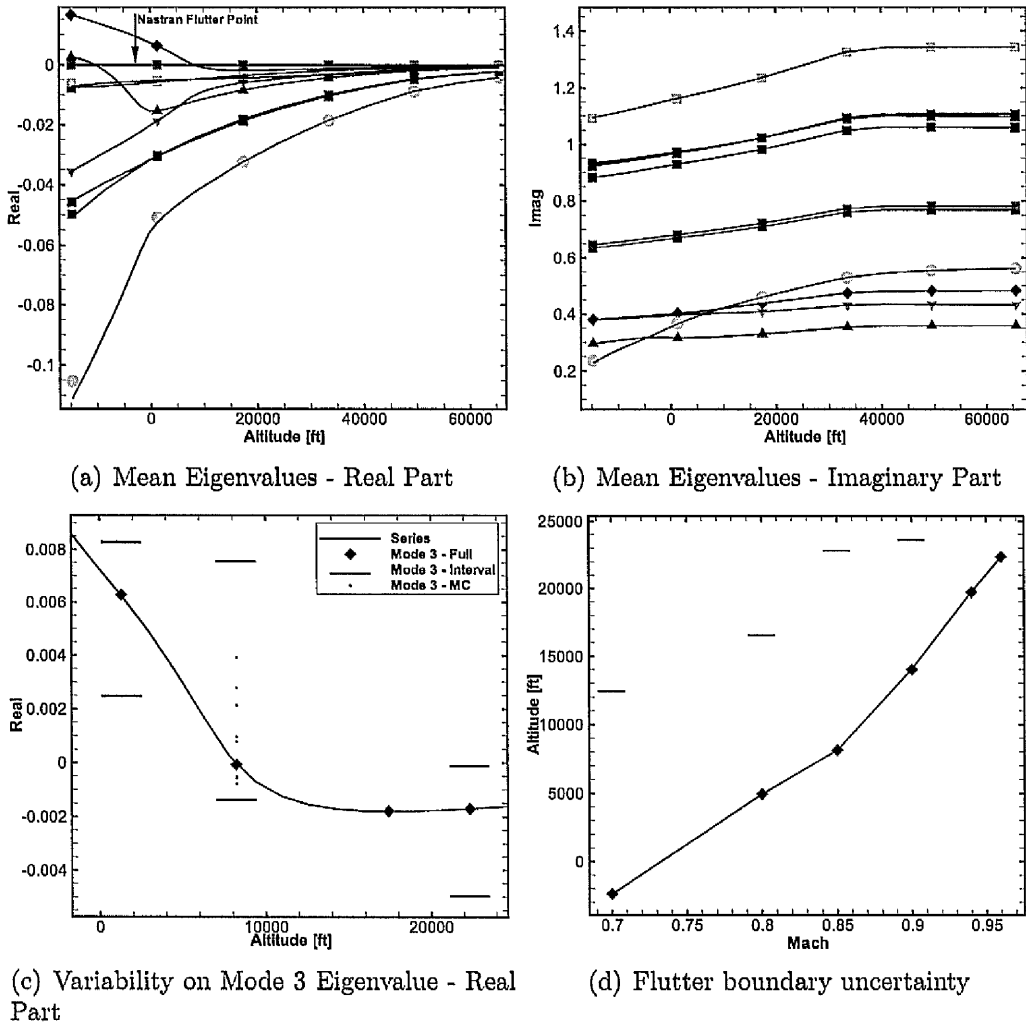 Nastran Flutter Point
0
-0.02
-0.04
-0.06
-0.08
-0.1
Real
0
20000
40000
60000
Altitude [ft]
(a) Mean Eigenvalues - Real Part
1.4
1.2
1
0.8
0.6
0.4
0.2
Imag
0
20000
40000
60000
Altitude [ft]
(b) Mean Eigenvalues - Imaginary Part
Series
Mode 3 - Full
Mode 3 - Interval
Mode 3 - MC
0.008
0.006
0.004
0.002
0
-0.002
-0.004
Real
0
10000
20000
Altitude [ft]
(c) Variability on Mode 3 Eigenvalue - Real
Part
25000
20000
15000
10000
5000
0
Altitude [ft]
0.7
0.75
0.8
0.85
0.9
0.95
Mach
(d) Flutter boundary uncertainty